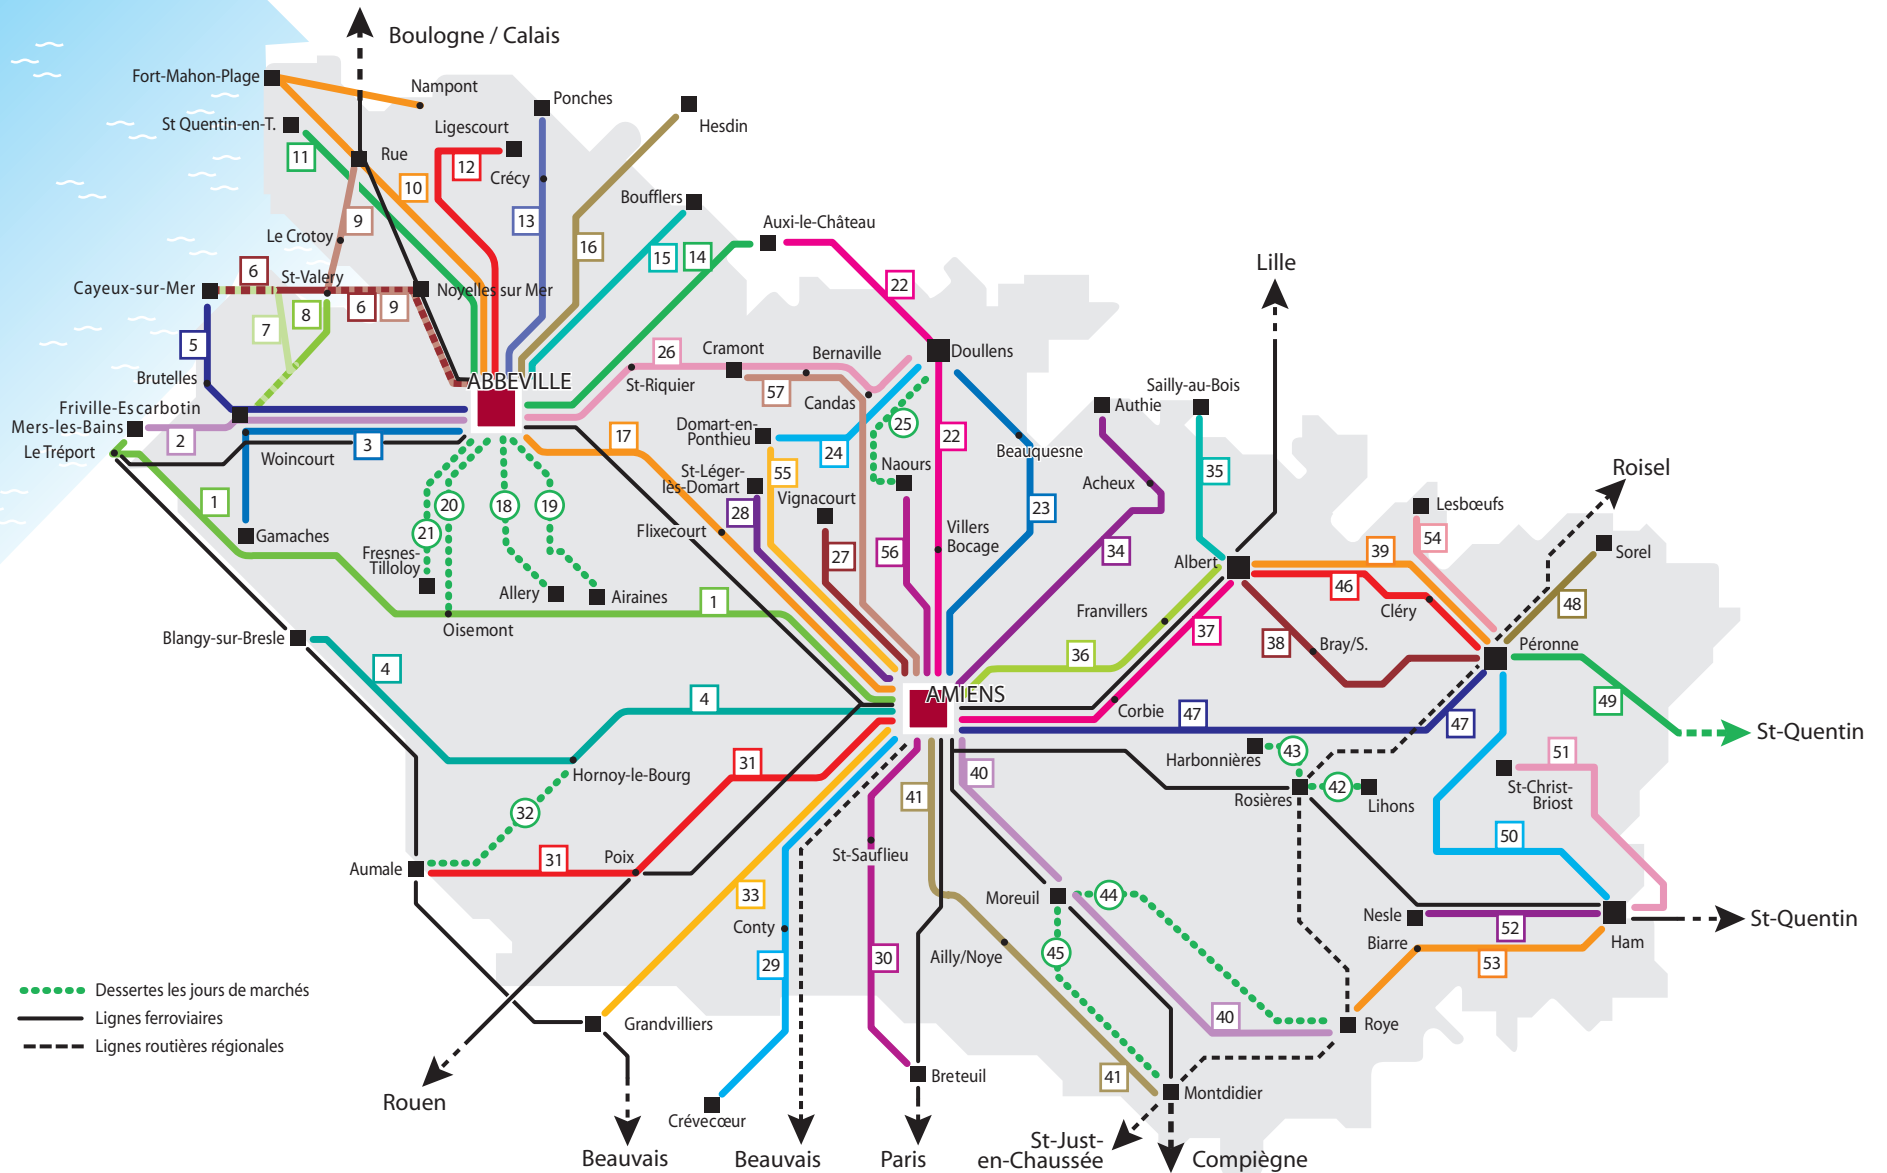 Boulogne / Calais
Fort-Mahon-Plage
Nampont
Ponches
Hesdin
St Quentin-en-T.
Ligescourt
11
Rue
12
Crécy
10
Boufflers
9
13
16
Le Crotoy
Auxi-le-Château
15
14
6
St-Valery
Cayeux-sur-Mer
Noyelles sur Mer
22
Lille
7
8
6
9
5
Brutelles
ABBEVILLE
26
St-Riquier
Cramont
Bernaville
Doullens
57
Candas
Sailly-au-Bois
Authie
Friville-Escarbotin
Mers-les-Bains
2
3
Le Tréport
Woincourt
17
Domart-en-
Ponthieu
24
25
22
Beauquesne
St-Léger-
lès-Domart
55
Naours
Vignacourt
Acheux
35
Roisel
1
20
18
19
28
23
Lesbœufs
21
Gamaches
Flixecourt
Villers
Bocage
54
Fresnes-
Tilloloy
27
56
34
39
Sorel
Albert
46
Allery
Airaines
1
Oisemont
Franvillers
Cléry
48
37
Blangy-sur-Bresle
36
38
Bray/S.
Péronne
4
4
AMIENS
Corbie
47
47
49
St-Quentin
Hornoy-le-Bourg
31
40
Harbonnières
43
51
41
Rosières
42
Lihons
St-Christ-
Briost
32
50
Aumale
31
Poix
St-Sauflieu
33
Moreuil
44
Nesle
St-Quentin
52
Conty
Ailly/Noye
45
Biarre
Ham
29
30
53
Dessertes les jours de marchés
Lignes ferroviaires
Lignes routières régionales
Grandvilliers
40
Roye
41
Breteuil
Montdidier
Rouen
Crévecœur
Beauvais
Beauvais
Paris
St-Just-
en-Chaussée
Compiègne